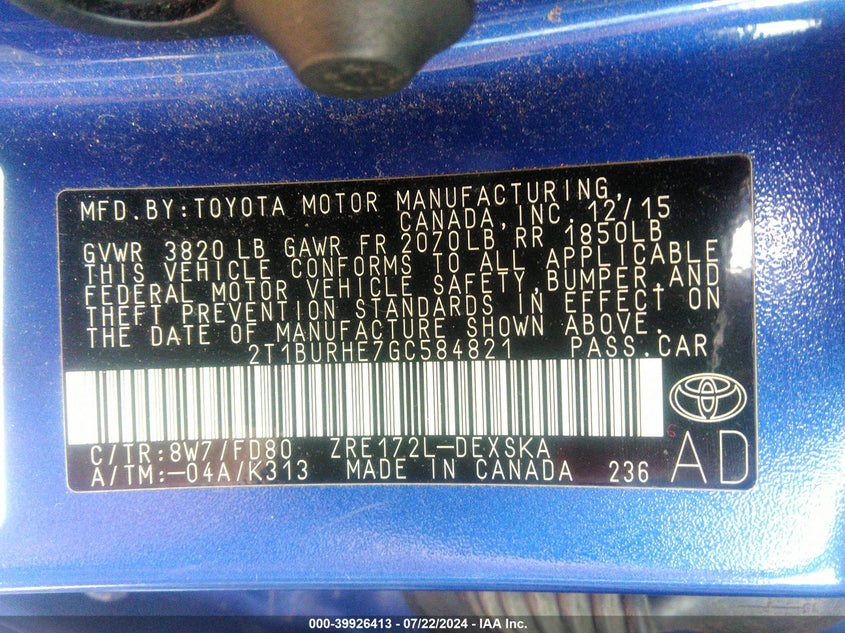 MFD.BY:TOYOTA MOTOR MANUFACTURING,
CANADA,INC. 12/15
GVWR 3820 LB GAWR FR 2070LB RR 1850LB
THIS VEHICLE CONFORMS TO ALL APPLICABLE
FEDERAL MOTOR VEHICLE SAFETY,BUMPER,AND
THEFT PREVENTION STANDARDS IN EFFECT ON
THE DATE OF MANUFACTURE SHOWN ABOVE.
2T1BURHE7GC584821 PASS.CAR
C/TR:8W7/FD80 ZRE172L-DEXSKA
A/TM:-04A/K313 MADE IN CANADA 236
AD
000-39926413 - 07/22/2024 - IAA Inc.